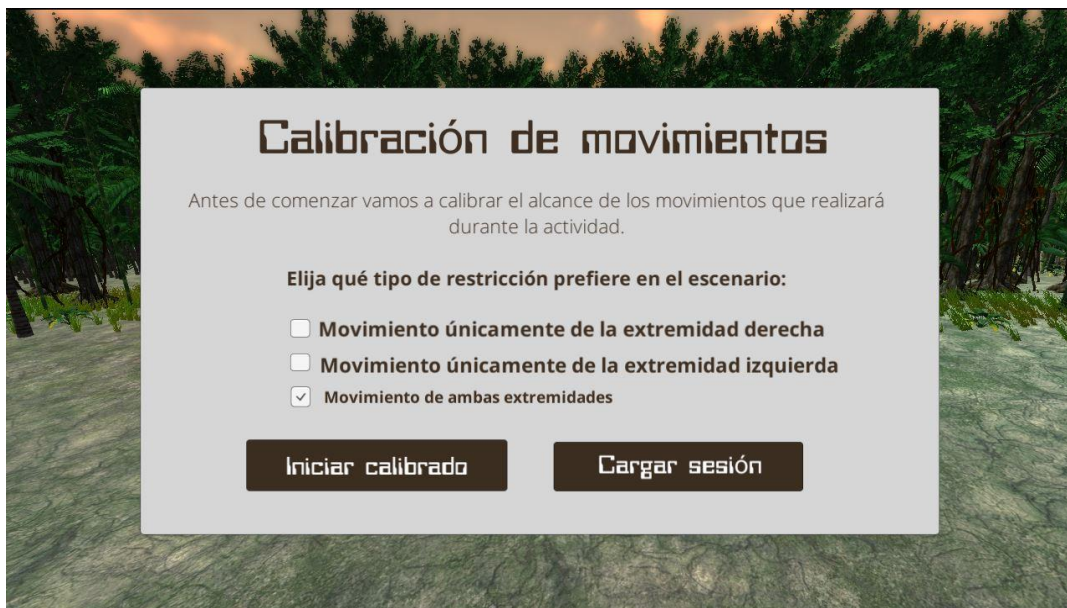 Calibración de movimientos
Antes de comenzar vamos a calibrar el alcance de los movimientos que realizará
durante la actividad.
Elija qué tipo de restricción prefiere en el escenario:
Movimiento únicamente de la extremidad derecha
Movimiento únicamente de la extremidad izquierda
Movimiento de ambas extremidades
Iniciar calibrado
Cargar sesión